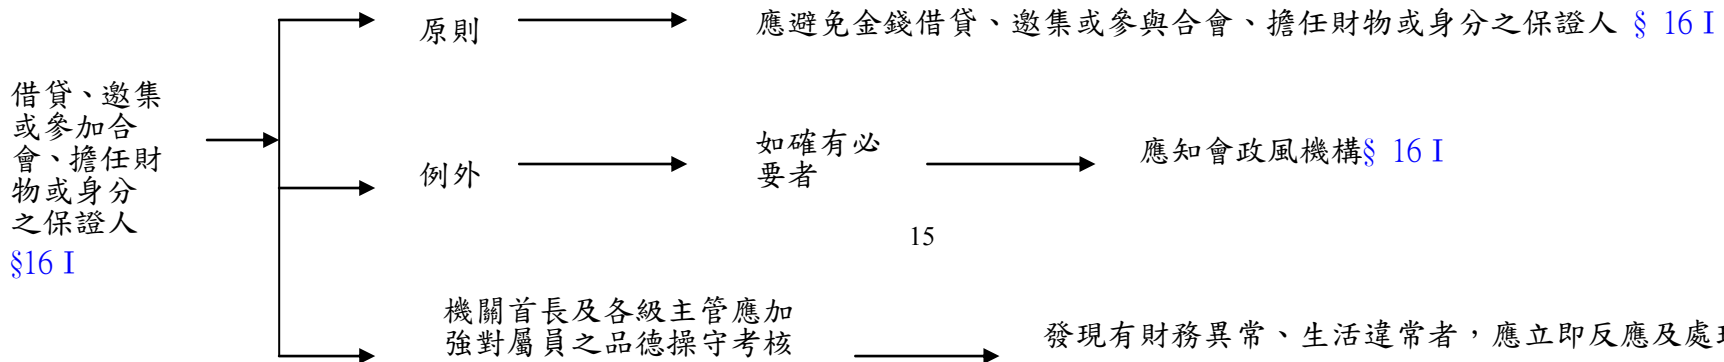 借貸、邀集
或參加合
會、擔任財
物或身分
之保證人
§16 I
原則
應避免金錢借貸、邀集或參與合會、擔任財物或身分之保證人 § 16 I
例外
如確有必
要者
應知會政風機構§ 16 I
15
機關首長及各級主管應加
強對屬員之品德操守考核
發現有財務異常、生活違常者，應立即反應及處